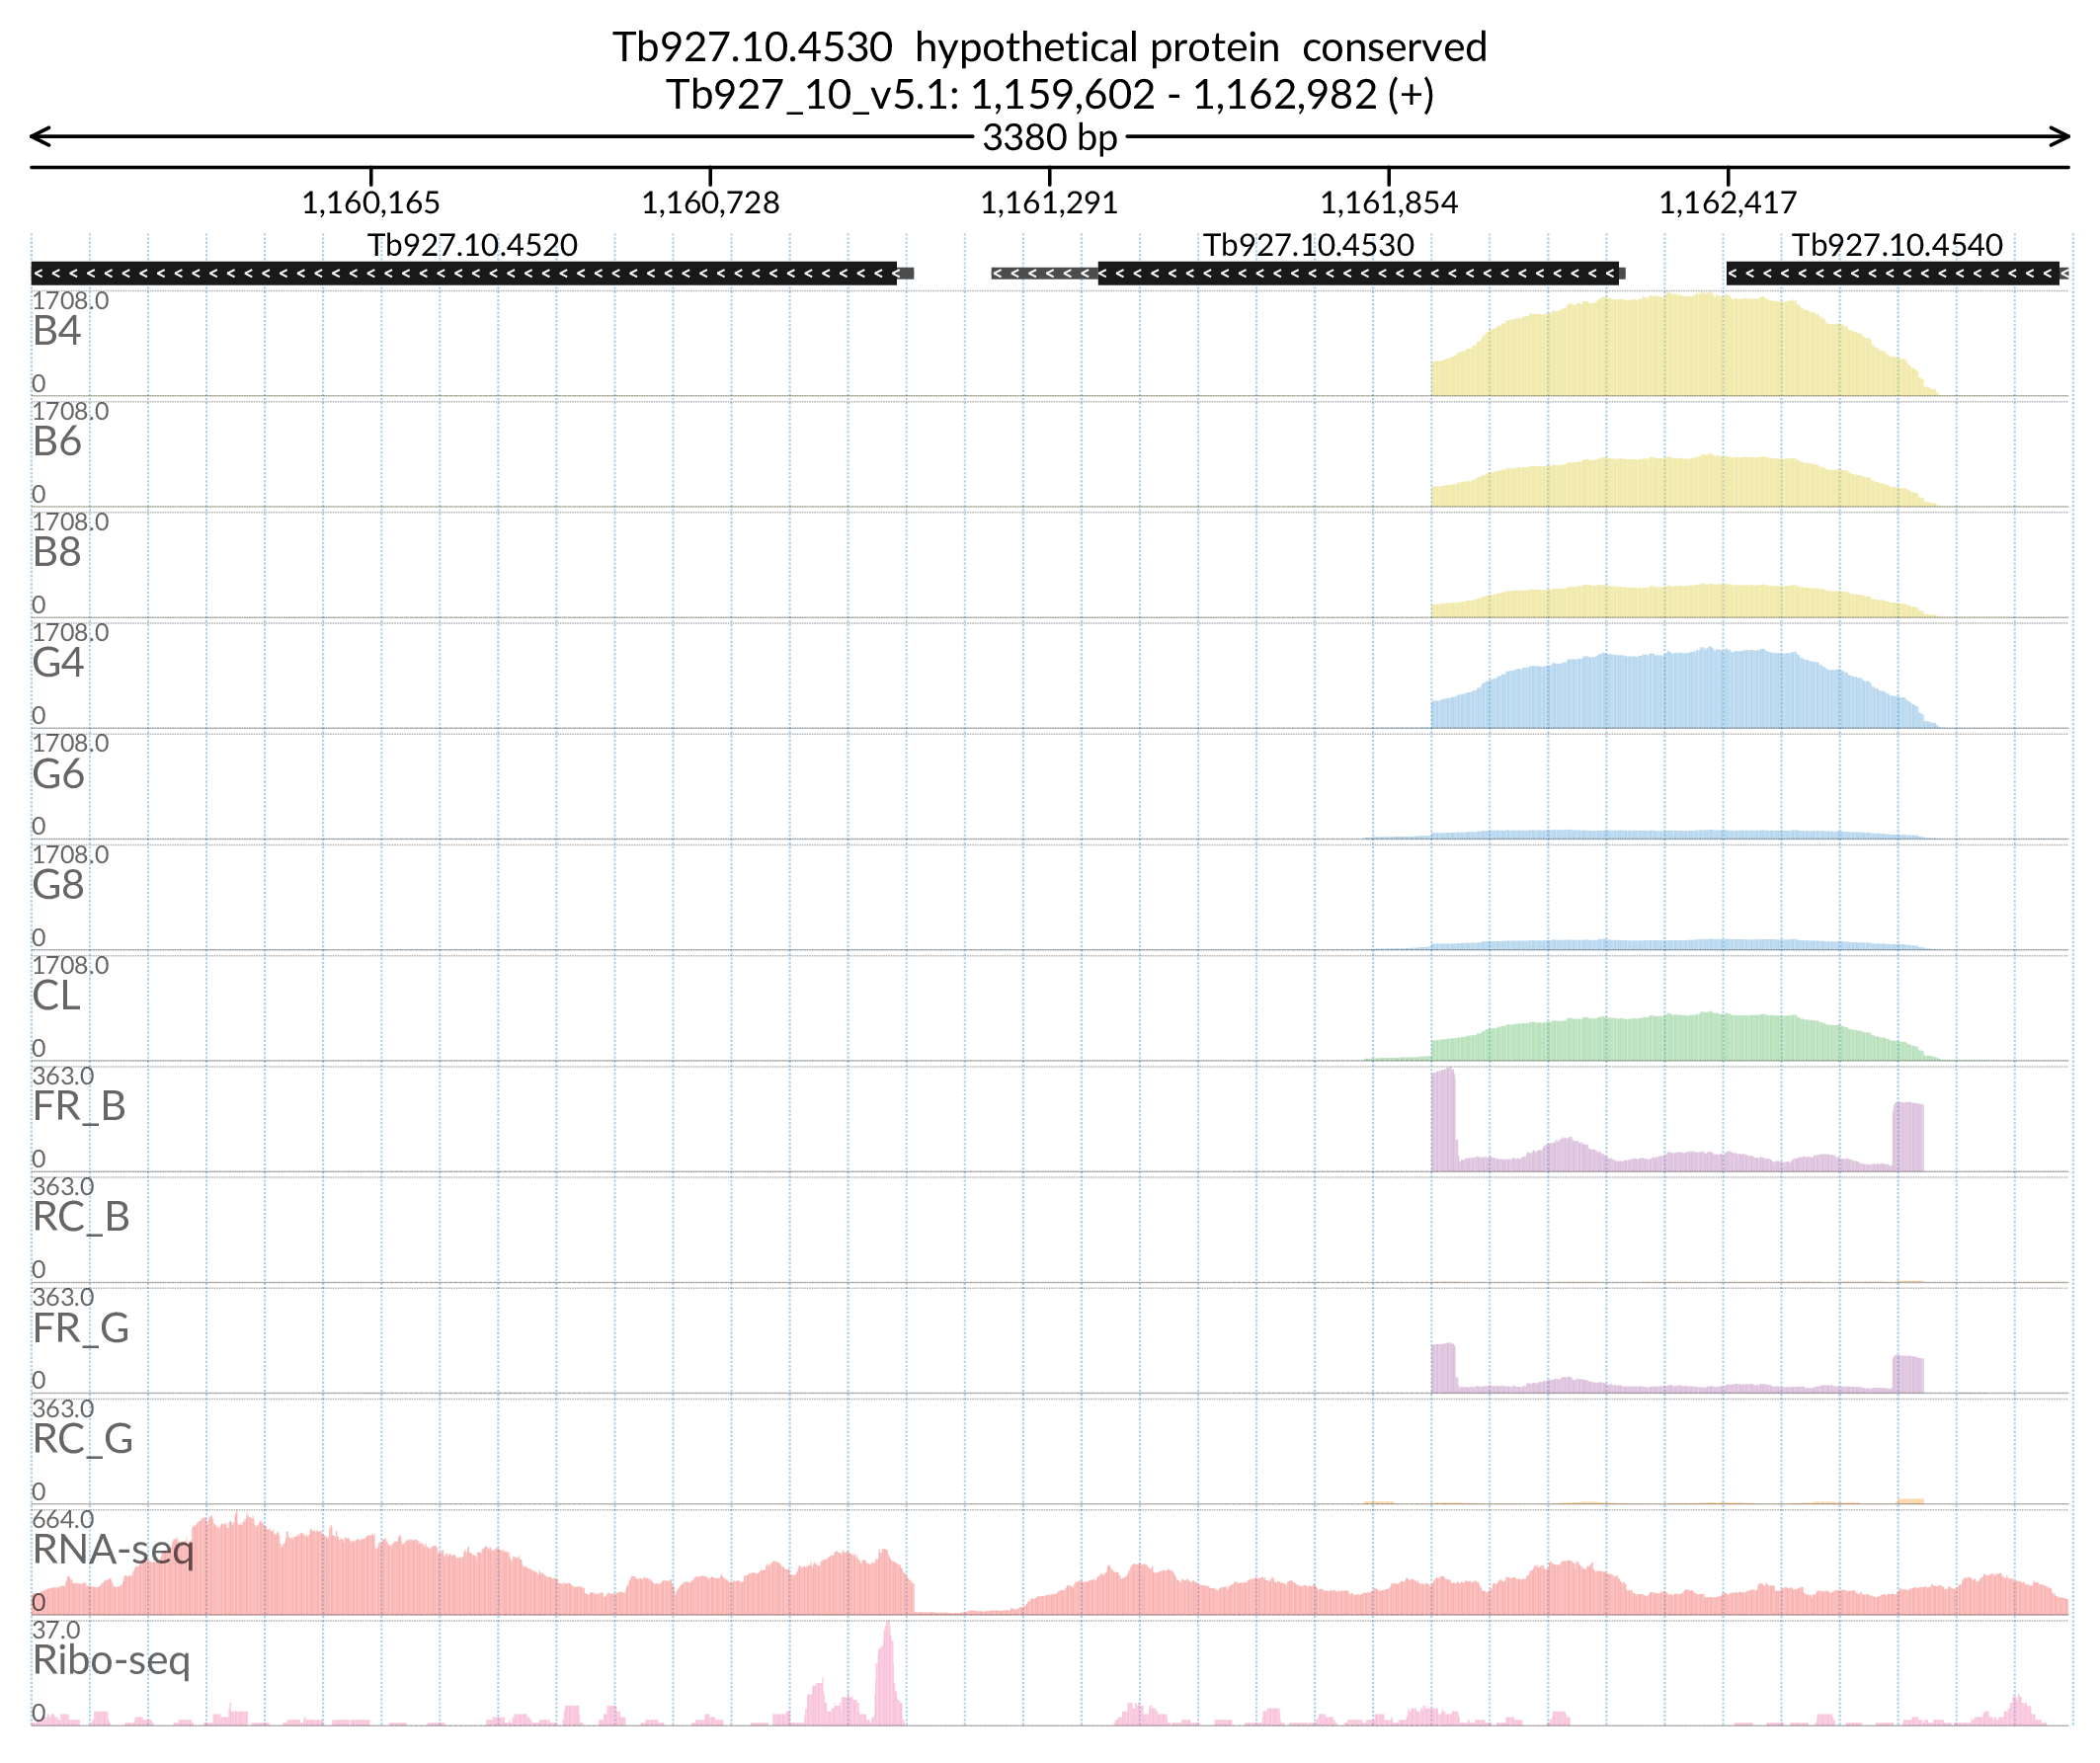 Tb927.10.4530  hypothetical protein  conserved
Tb927_10_v5.1: 1,159,602 - 1,162,982 (+)
3380 bp
1,160,165 1,160,728 1,161,291 1,161,854 1,162,417
Tb927.10.4520 Tb927.10.4530 Tb927.10.4540
1708.0
B4
0
1708.0
B6
0
1708.0
B8
0
1708.0
G4
0
1708.0
G6
0
1708.0
G8
0
1708.0
CL
0
363.0
FR_B
0
363.0
RC_B
0
363.0
FR_G
0
363.0
RC_G
0
664.0
RNA-seq
0
37.0
Ribo-seq
0